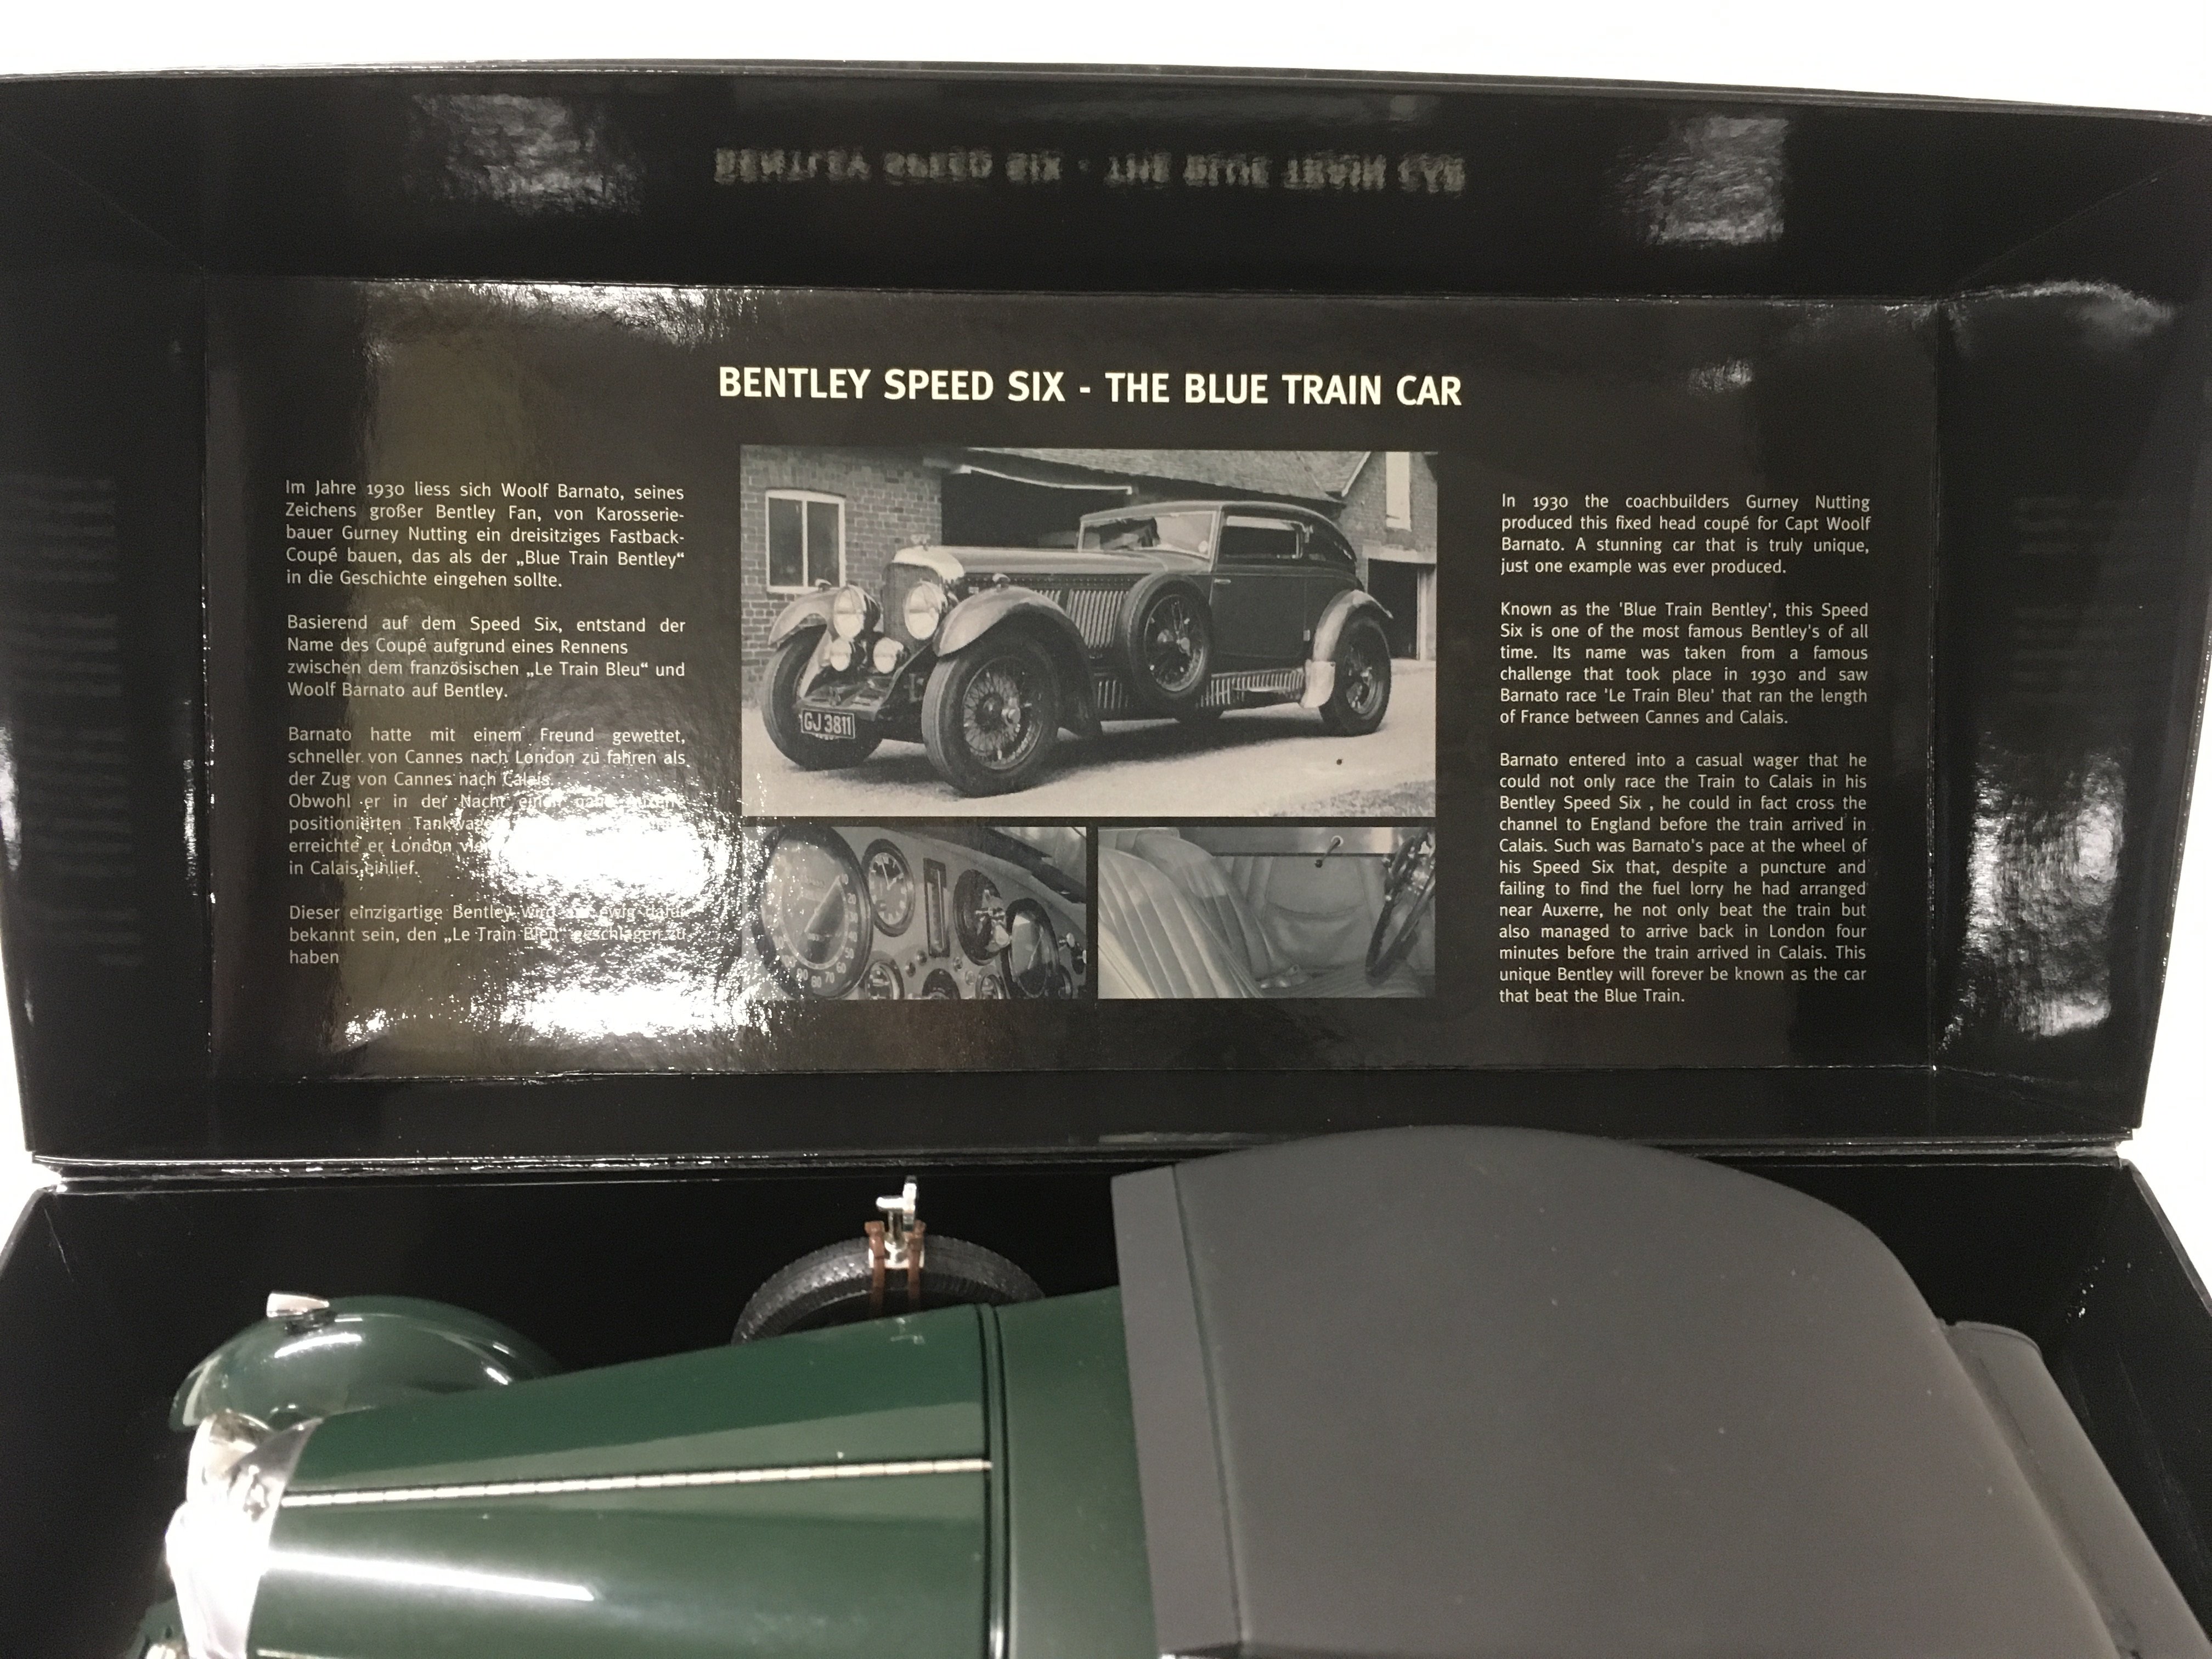 BENTLEY SPEED SIX - THE BLUE TRAIN CAR
Im Jahre 1930 liess sich Woolf Barnato, seines
Zeichens großer Bentley Fan, von Karosserie-
bauer Gurney Nutting ein dreisitziges Fastback-
Coupé bauen, das als der „Blue Train Bentley“
in die Geschichte eingehen sollte.
Basierend auf dem Speed Six, entstand der
Name des Coupé aufgrund eines Rennens
zwischen dem französischen „Le Train Bleu“ und
Woolf Barnato auf Bentley.
Barnato hatte mit einem Freund gewettet,
schneller von Cannes nach London zu fahren als
der Zug von Cannes nach Calais.
Obwohl er in der Nacht einen
positionierten
erreichte er London
in Calais einlief.
Dieser einzigartige Bentley wird auf ewig dafür
bekannt sein, den „Le Train Bleu“ geschlagen zu
haben
GJ 3811
In 1930 the coachbuilders Gurney Nutting
produced this fixed head coupé for Capt Woolf
Barnato. A stunning car that is truly unique,
just one example was ever produced.
Known as the 'Blue Train Bentley', this Speed
Six is one of the most famous Bentley's of all
time. Its name was taken from a famous
challenge that took place in 1930 and saw
Barnato race 'Le Train Bleu' that ran the length
of France between Cannes and Calais.
Barnato entered into a casual wager that he
could not only race the Train to Calais in his
Bentley Speed Six , he could in fact cross the
channel to England before the train arrived in
Calais. Such was Barnato's pace at the wheel of
his Speed Six that, despite a puncture and
failing to find the fuel lorry he had arranged
near Auxerre, he not only beat the train but
also managed to arrive back in London four
minutes before the train arrived in Calais. This
unique Bentley will forever be known as the car
that beat the Blue Train.